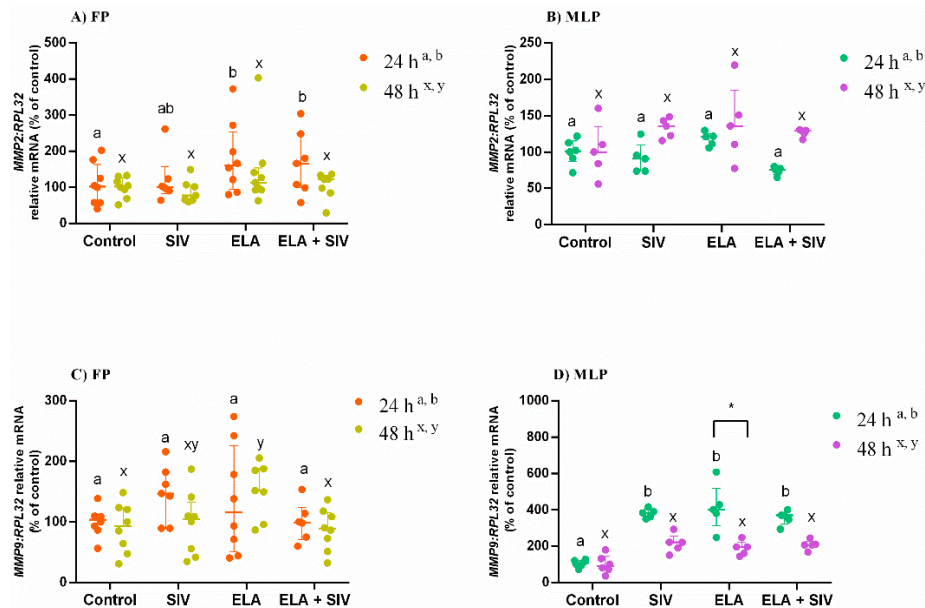 A) FP
MMP2:RPL32
relative mRNA (% of control)
500
400
300
200
100
0
a
x
ab
x
b
x
b
x
Control
SIV
ELA
ELA + SIV
24 h a, b
48 h x, y
B) MLP
MMP2:RPL32
relative mRNA (% of control)
250
200
150
100
50
0
a
x
a
x
a
x
a
x
Control
SIV
ELA
ELA + SIV
24 h a, b
48 h x, y
C) FP
MMP9:RPL32 relative mRNA
(% of control)
300
200
100
0
a
x
a
xy
a
y
a
x
Control
SIV
ELA
ELA + SIV
24 h a, b
48 h x, y
D) MLP
MMP9:RPL32 relative mRNA
(% of control)
1000
800
600
400
200
0
a
x
b
x
*
b
x
b
x
Control
SIV
ELA
ELA + SIV
24 h a, b
48 h x, y